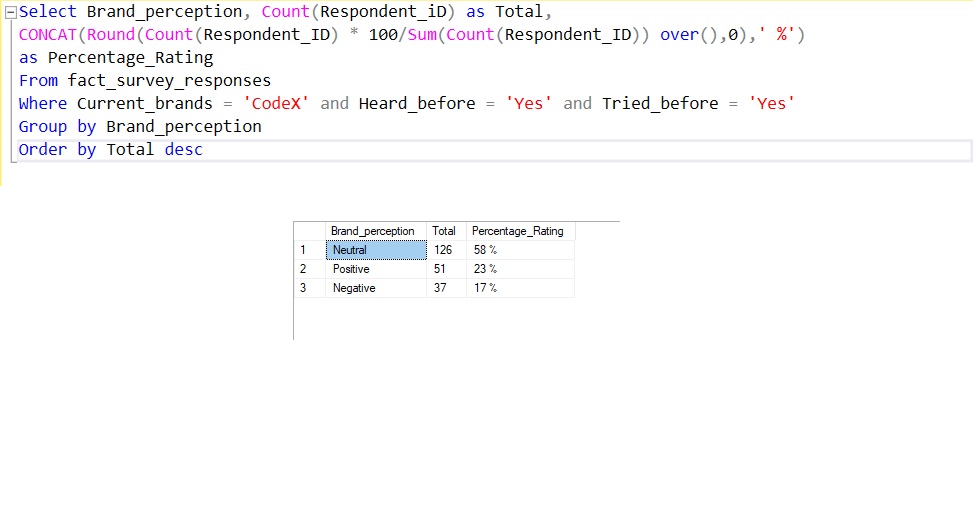 Select Brand_perception, Count(Respondent_iD) as Total,
CONCAT(Round(Count(Respondent_ID) * 100/Sum(Count(Respondent_ID)) over(),0),' %')
as Percentage_Rating
From fact_survey_responses
Where Current_brands = 'CodeX' and Heard_before = 'Yes' and Tried_before = 'Yes'
Group by Brand_perception
Order by Total desc
Brand_perception Total Percentage_Rating
1 Neutral 126 58 %
2 Positive 51 23 %
3 Negative 37 17 %